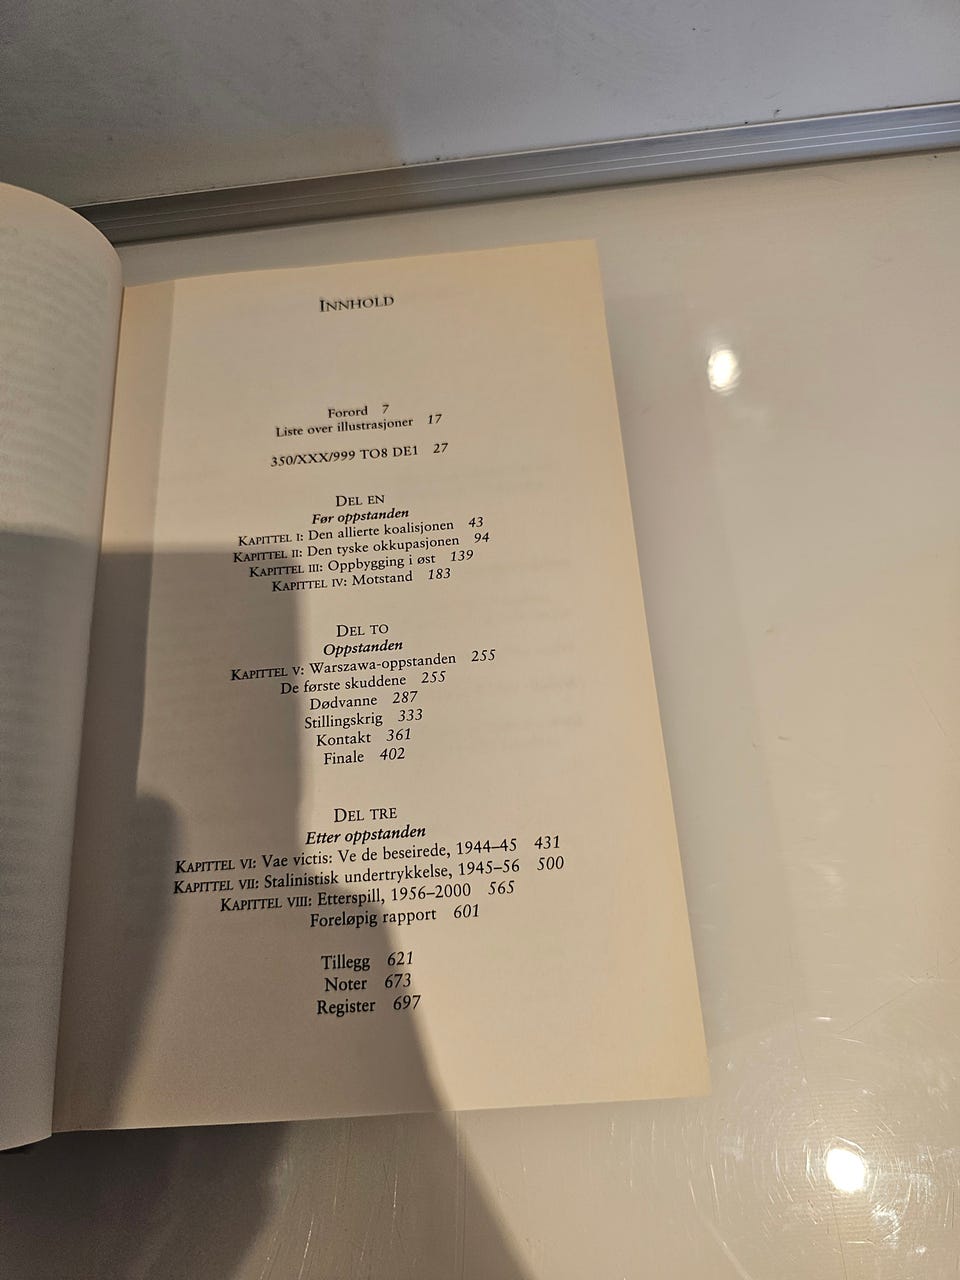 INNHOLD
Forord 7
Liste over illustrasjoner 17
350/XXX/999 TO8 DE1 27
DEL EN
Før oppstanden
KAPITTEL I: Den allierte koalisjonen 43
KAPITTEL II: Den tyske okkupasjonen 94
KAPITTEL III: Oppbygging i øst 139
KAPITTEL IV: Motstand 183
DEL TO
Oppstanden
KAPITTEL V: Warszawa-oppstanden 255
De første skuddene 255
Dødvanne 287
Stillingskrig 333
Kontakt 361
Finale 402
DEL TRE
Etter oppstanden
KAPITTEL VI: Vae victis: Ve de beseirede, 1944–45 431
KAPITTEL VII: Stalinistisk undertrykkelse, 1945–56 500
KAPITTEL VIII: Etterspill, 1956–2000 565
Foreløpig rapport 601
Tillegg 621
Noter 673
Register 697